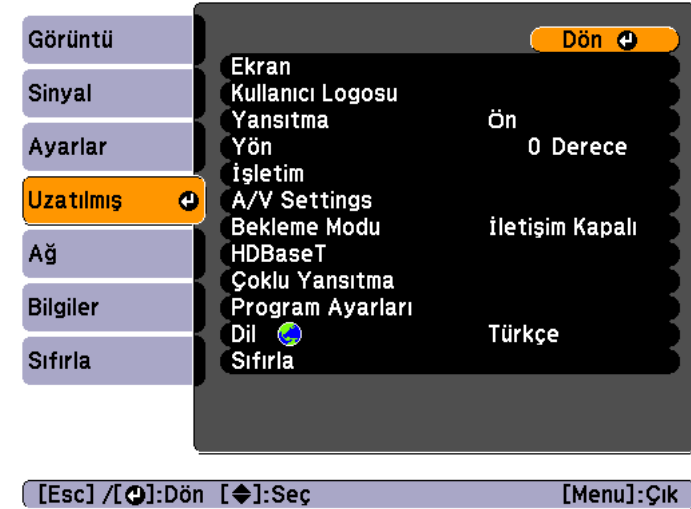 Görüntü
Sinyal
Ayarlar
Uzatılmış
Ağ
Bilgiler
Sıfırla
Dön
Ekran
Kullanıcı Logosu
Yansıtma Ön
Yön 0 Derece
İşletim
A/V Settings
Bekleme Modu İletişim Kapalı
HDBaseT
Çoklu Yansıtma
Program Ayarları
Dil Türkçe
Sıfırla
[Esc] /[⏎]:Dön [◆]:Seç [Menu]:Çık